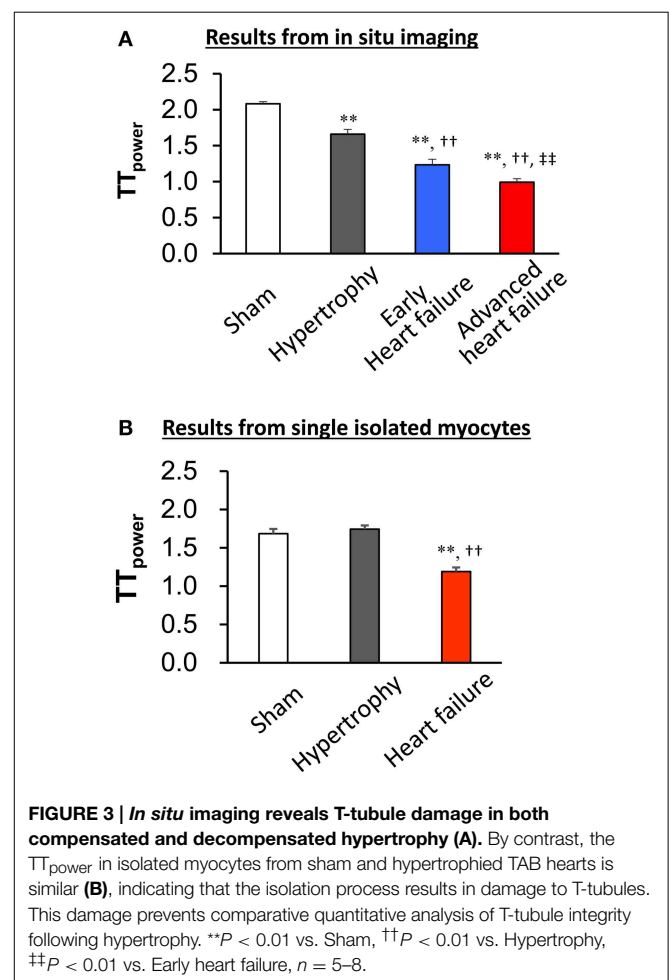 A
Results from in situ imaging
2.5
2.0
1.5
1.0
0.5
0.0
TTpower
**
**, ††
**, ††, ‡‡
Sham
Hypertrophy
Early
Heart failure
Advanced
heart failure
B
Results from single isolated myocytes
2.5
2.0
1.5
1.0
0.5
0.0
TTpower
**, ††
Sham
Hypertrophy
Heart failure
FIGURE 3 | In situ imaging reveals T-tubule damage in both
compensated and decompensated hypertrophy (A). By contrast, the
TTpower in isolated myocytes from sham and hypertrophied TAB hearts is
similar (B), indicating that the isolation process results in damage to T-tubules.
This damage prevents comparative quantitative analysis of T-tubule integrity
following hypertrophy. **P < 0.01 vs. Sham, ††P < 0.01 vs. Hypertrophy,
‡‡P < 0.01 vs. Early heart failure, n = 5–8.